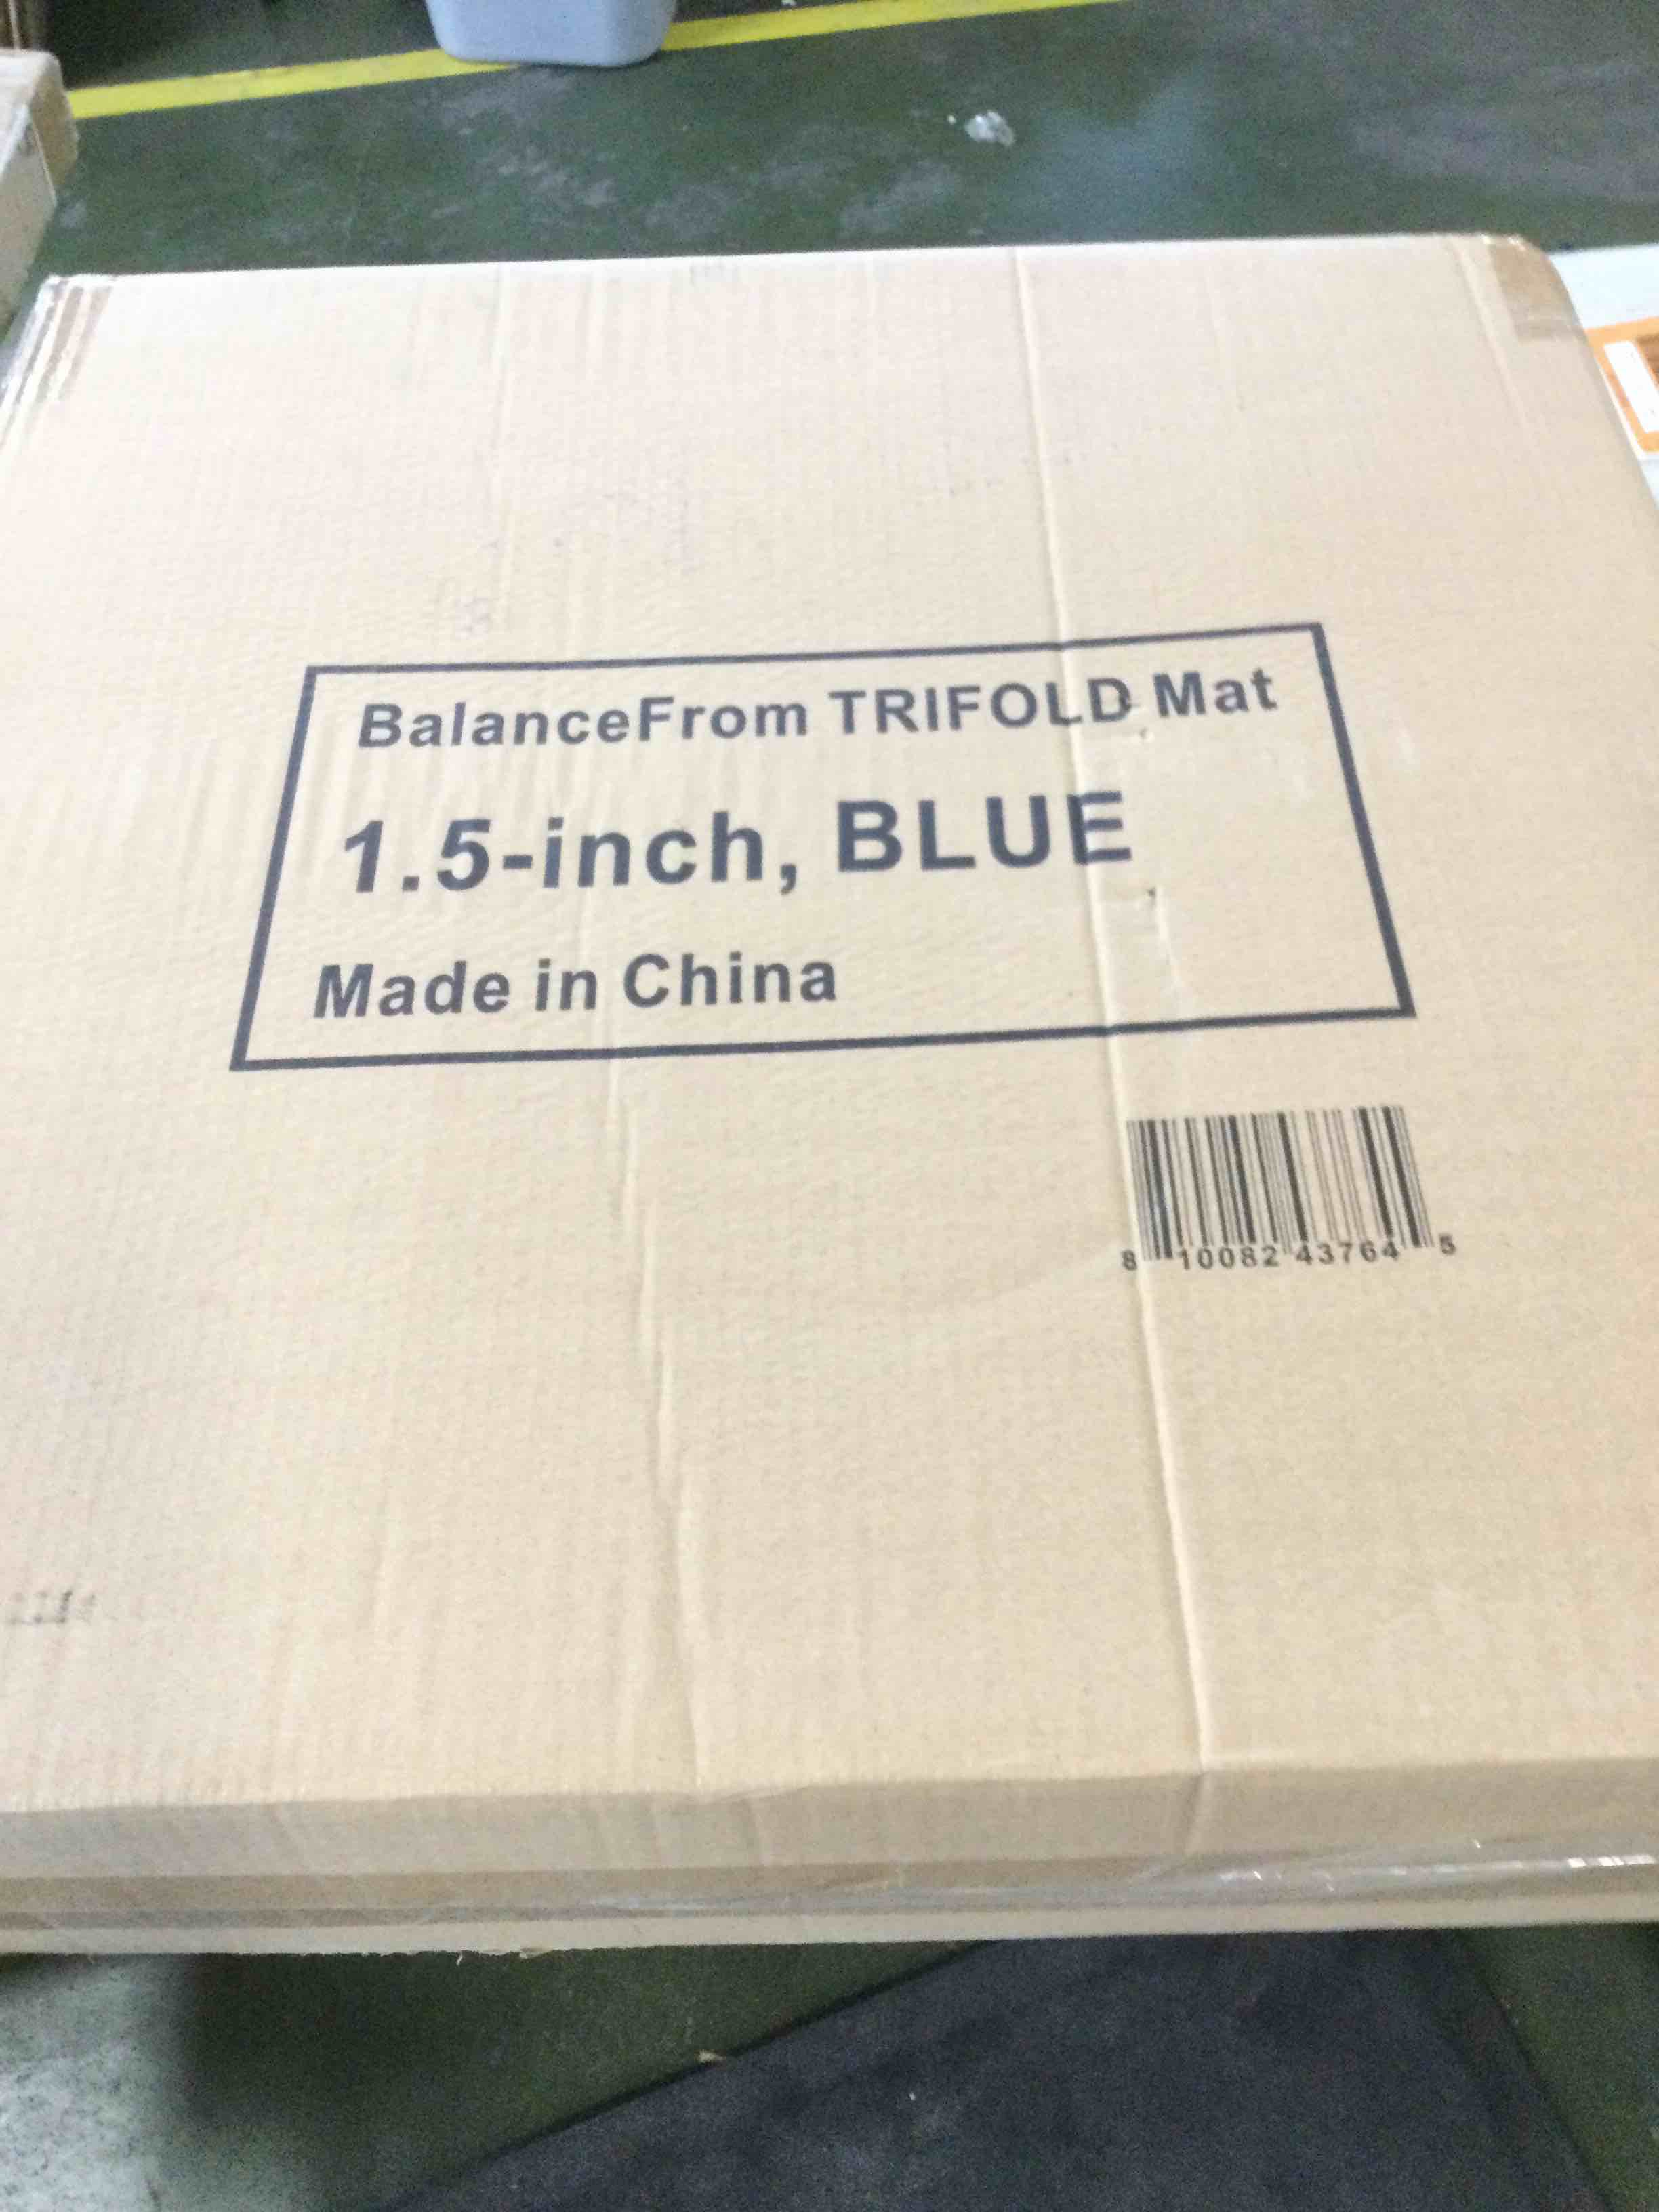 BalanceFrom TRIFOLD Mat
1.5-inch, BLUE
Made in China
8 10082 43764 5